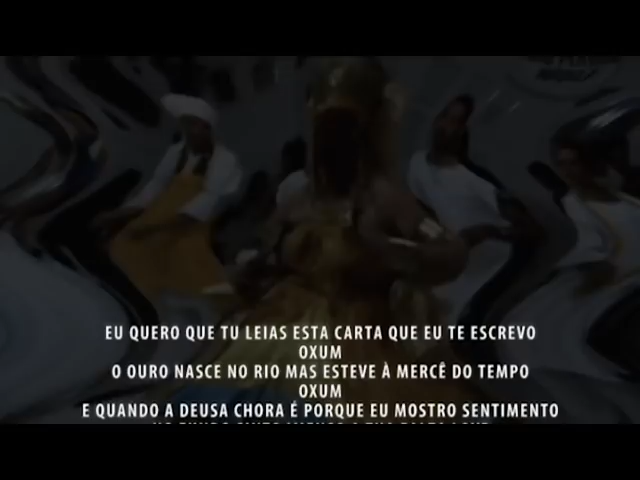 EU QUERO QUE TU LEIAS ESTA CARTA QUE EU TE ESCREVO
OXUM
O OURO NASCE NO RIO MAS ESTEVE À MERCÊ DO TEMPO
OXUM
E QUANDO A DEUSA CHORA É PORQUE EU MOSTRO SENTIMENTO